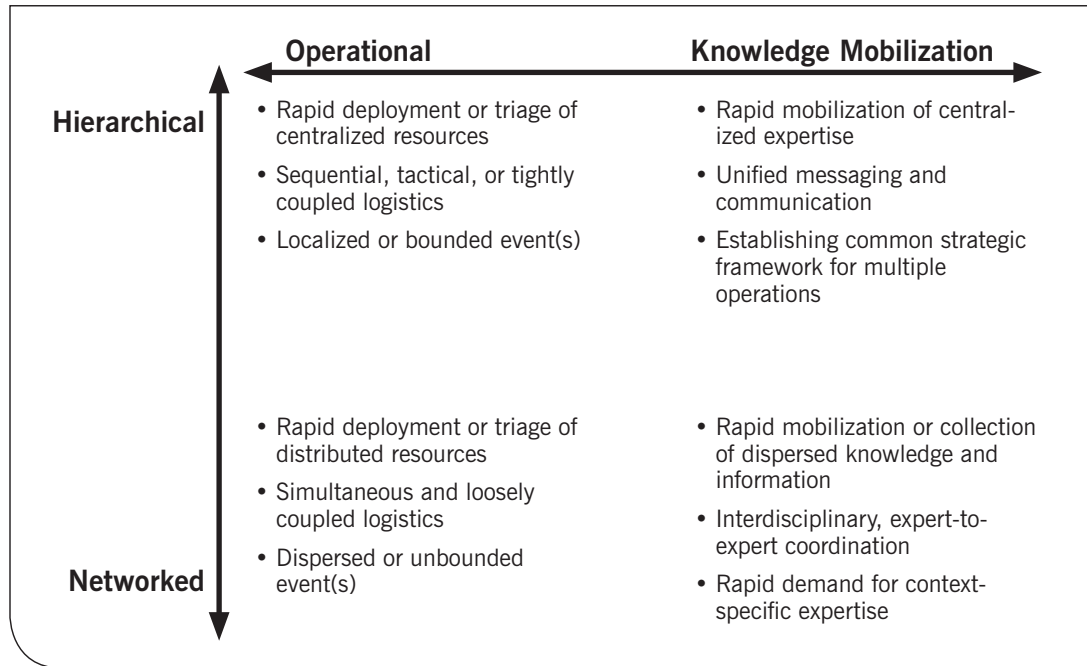 Operational
Knowledge Mobilization
Hierarchical
• Rapid deployment or triage of
centralized resources
• Sequential, tactical, or tightly
coupled logistics
• Localized or bounded event(s)
• Rapid mobilization of central-
ized expertise
• Unified messaging and
communication
• Establishing common strategic
framework for multiple
operations
Networked
• Rapid deployment or triage of
distributed resources
• Simultaneous and loosely
coupled logistics
• Dispersed or unbounded
event(s)
• Rapid mobilization or collection
of dispersed knowledge and
information
• Interdisciplinary, expert-to-
expert coordination
• Rapid demand for context-
specific expertise